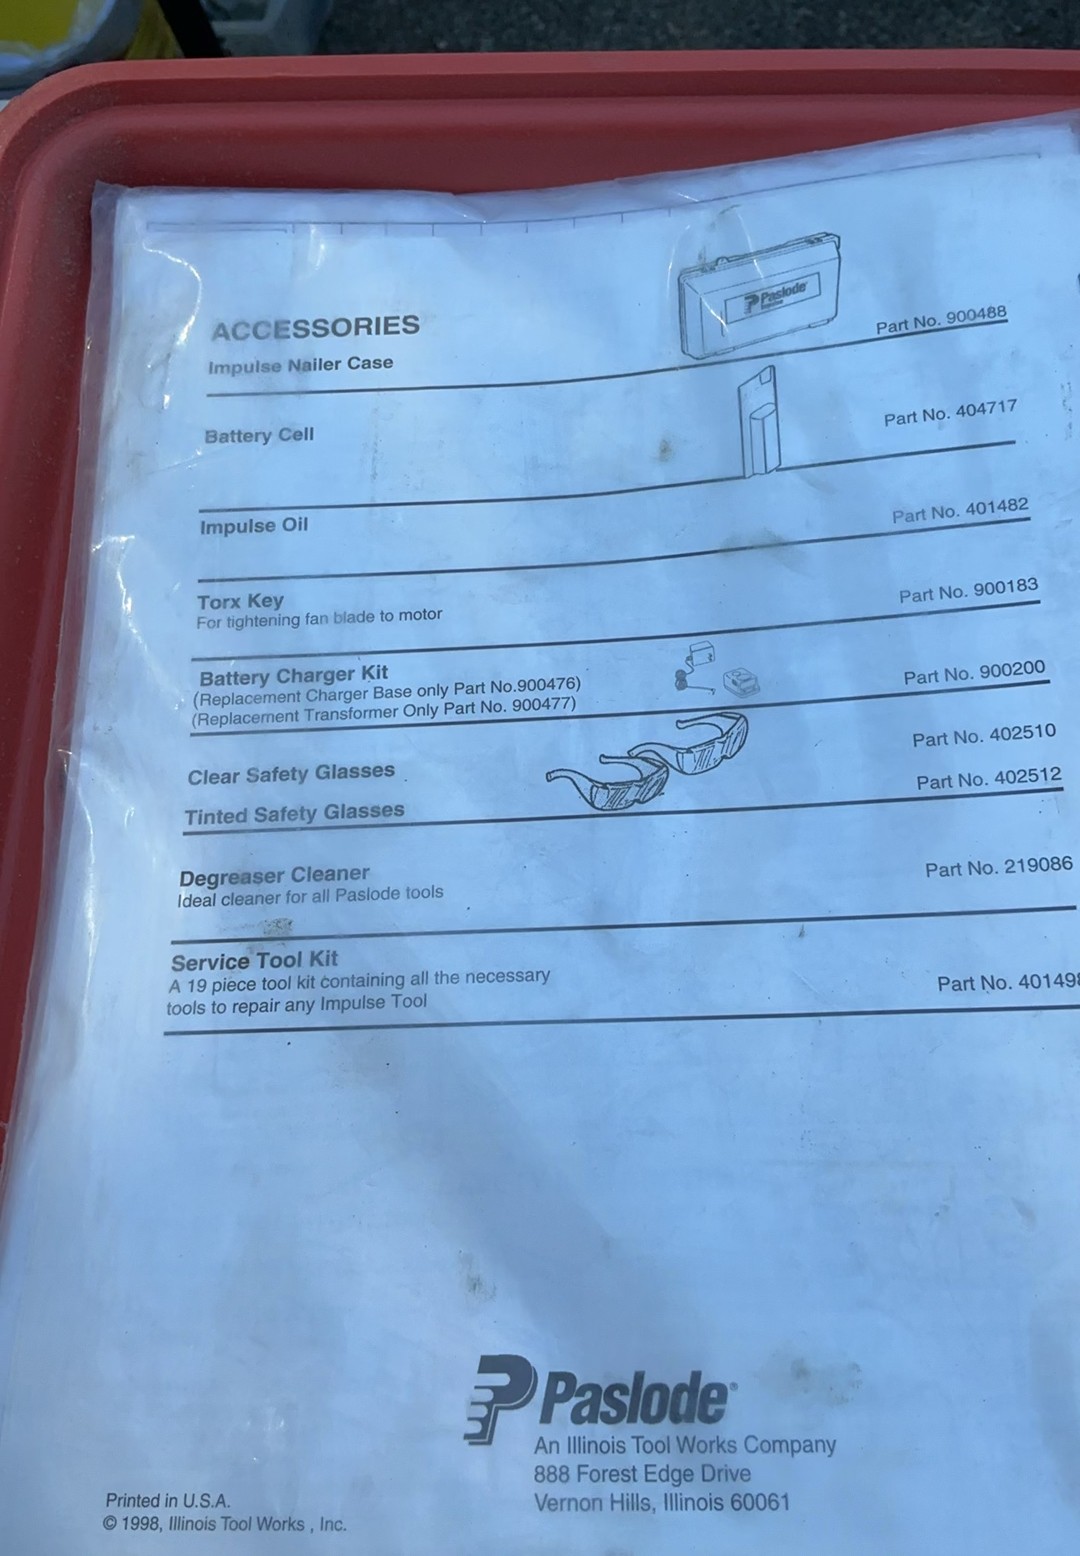 Paslode
ACCESSORIES
Impulse Nailer Case
Part No. 900488
Battery Cell
Part No. 404717
Impulse Oil
Part No. 401482
Torx Key
For tightening fan blade to motor
Part No. 900183
Battery Charger Kit
(Replacement Charger Base only Part No.900476)
(Replacement Transformer Only Part No. 900477)
Part No. 900200
Clear Safety Glasses
Part No. 402510
Tinted Safety Glasses
Part No. 402512
Degreaser Cleaner
Ideal cleaner for all Paslode tools
Part No. 219086
Service Tool Kit
A 19 piece tool kit containing all the necessary
tools to repair any Impulse Tool
Part No.
Paslode®
An Illinois Tool Works Company
888 Forest Edge Drive
Vernon Hills, Illinois 60061
Printed in U.S.A.
© 1998, Illinois Tool Works , Inc.